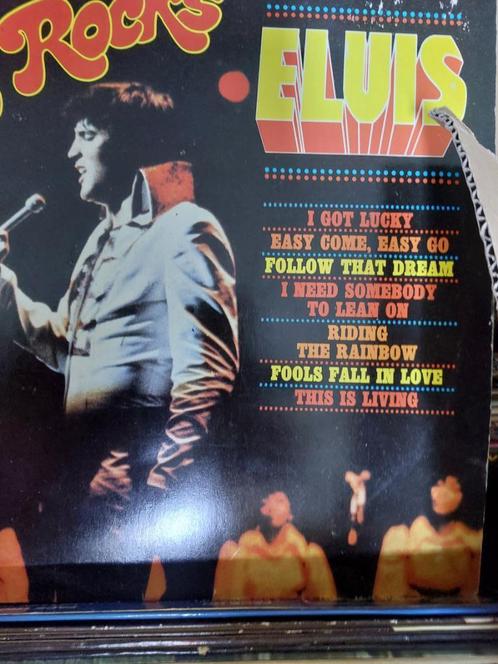 Rocks
ELVIS
I GOT LUCKY
EASY COME, EASY GO
FOLLOW THAT DREAM
I NEED SOMEBODY
TO LEAN ON
RIDING
THE RAINBOW
FOOLS FALL IN LOVE
THIS IS LIVING